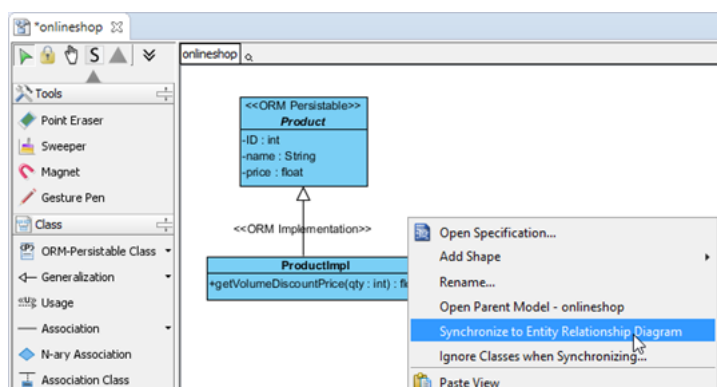 *onlineshop
S
onlineshop
Tools
Point Eraser
Sweeper
Magnet
Gesture Pen
Class
ORM-Persistable Class
Generalization
Usage
Association
N-ary Association
Association Class
<<ORM Persistable>>
Product
-ID : int
-name : String
-price : float
<<ORM Implementation>>
ProductImpl
+getVolumeDiscountPrice(qty : int) : fl
Open Specification...
Add Shape
Rename...
Open Parent Model - onlineshop
Synchronize to Entity Relationship Diagram
Ignore Classes when Synchronizing...
Paste View